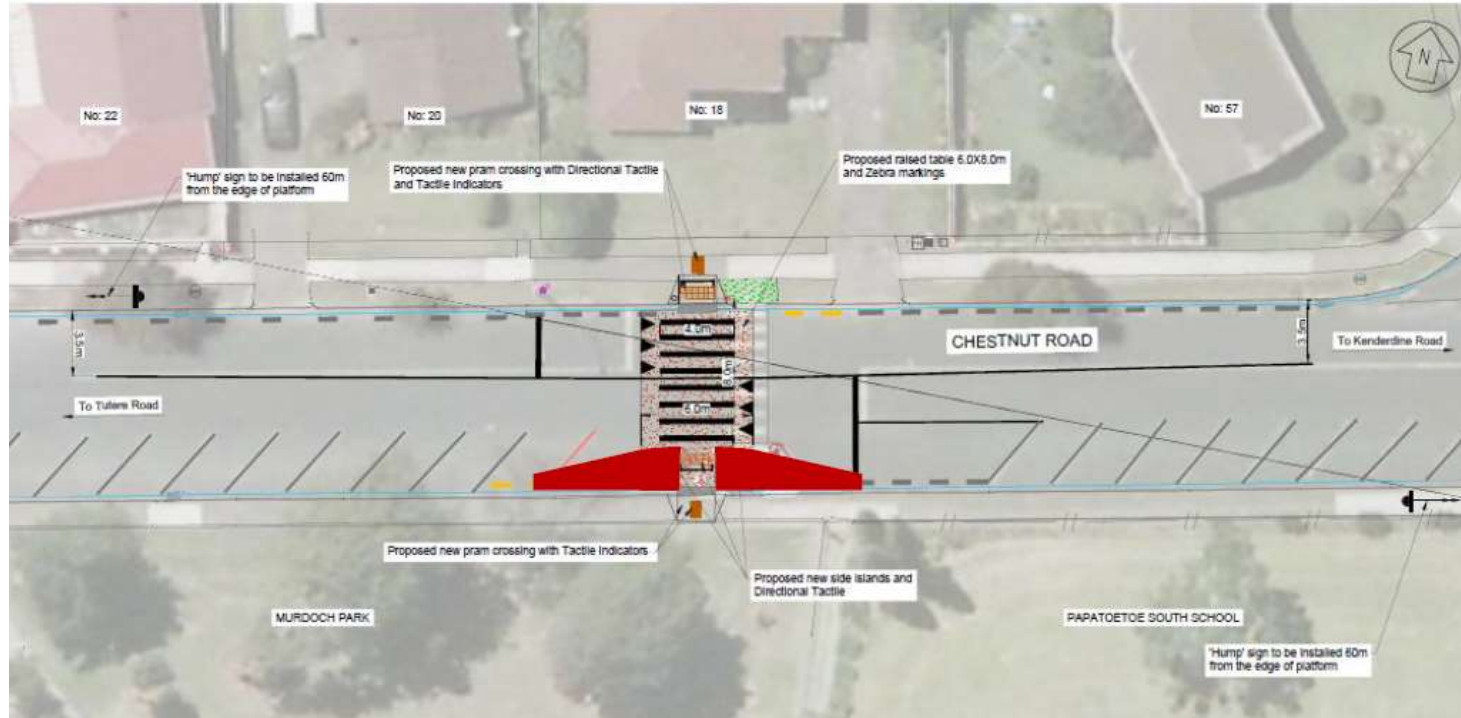 N
No: 22
No: 20
No: 18
No: 57
'Hump' sign to be installed 60m
from the edge of platform
Proposed new pram crossing with Directional Tactile
and Tactile Indicators
Proposed raised table 6.0X8.0m
and Zebra markings
3.5m
4.0m
8.0m
6.0m
CHESTNUT ROAD
To Kenderdine Road
To Tutere Road
Proposed new pram crossing with Tactile Indicators
Proposed new side islands and
Directional Tactile
MURDOCH PARK
PAPATOETOE SOUTH SCHOOL
'Hump' sign to be installed 60m
from the edge of platform